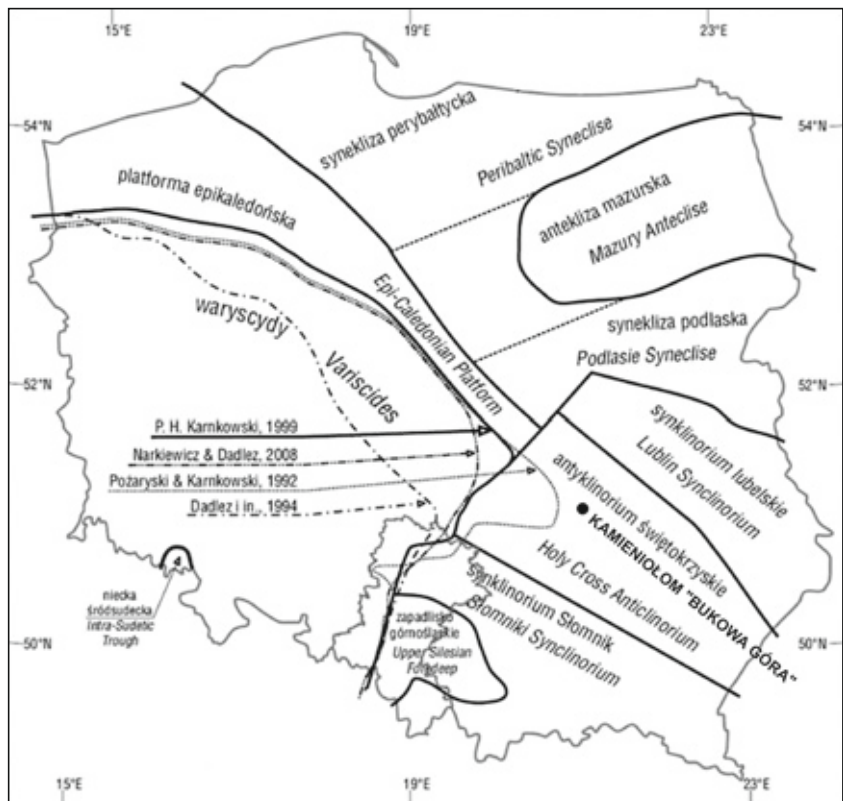 15°E
19°E
23°E
54°N
54°N
synekliza perybałtycka
Peribaltic Syneclise
platforma epikaledońska
antekliza mazurska
Mazury Anteclise
Epi-Caledonian Platform
waryscydy
Variscides
synekliza podlaska
Podlasie Syneclise
52°N
52°N
synklinorium lubelskie
Lublin Synclinorium
P. H. Karnkowski, 1999
Narkiewicz & Dadlez, 2008
Pożaryski & Karnkowski, 1992
Dadlez i in., 1994
antyklinorium świętokrzyskie
KAMIENIOŁOM "BUKOWA GÓRA"
Holy Cross Anticlinorium
synklinorium Słomnik
Słomniki Synclinorium
4
niecka
śródsudecka
Intra-Sudetic
Trough
zapadlisko
górnośląskie
Upper Silesian
Foredeep
50°N
50°N
15°E
19°E
23°E